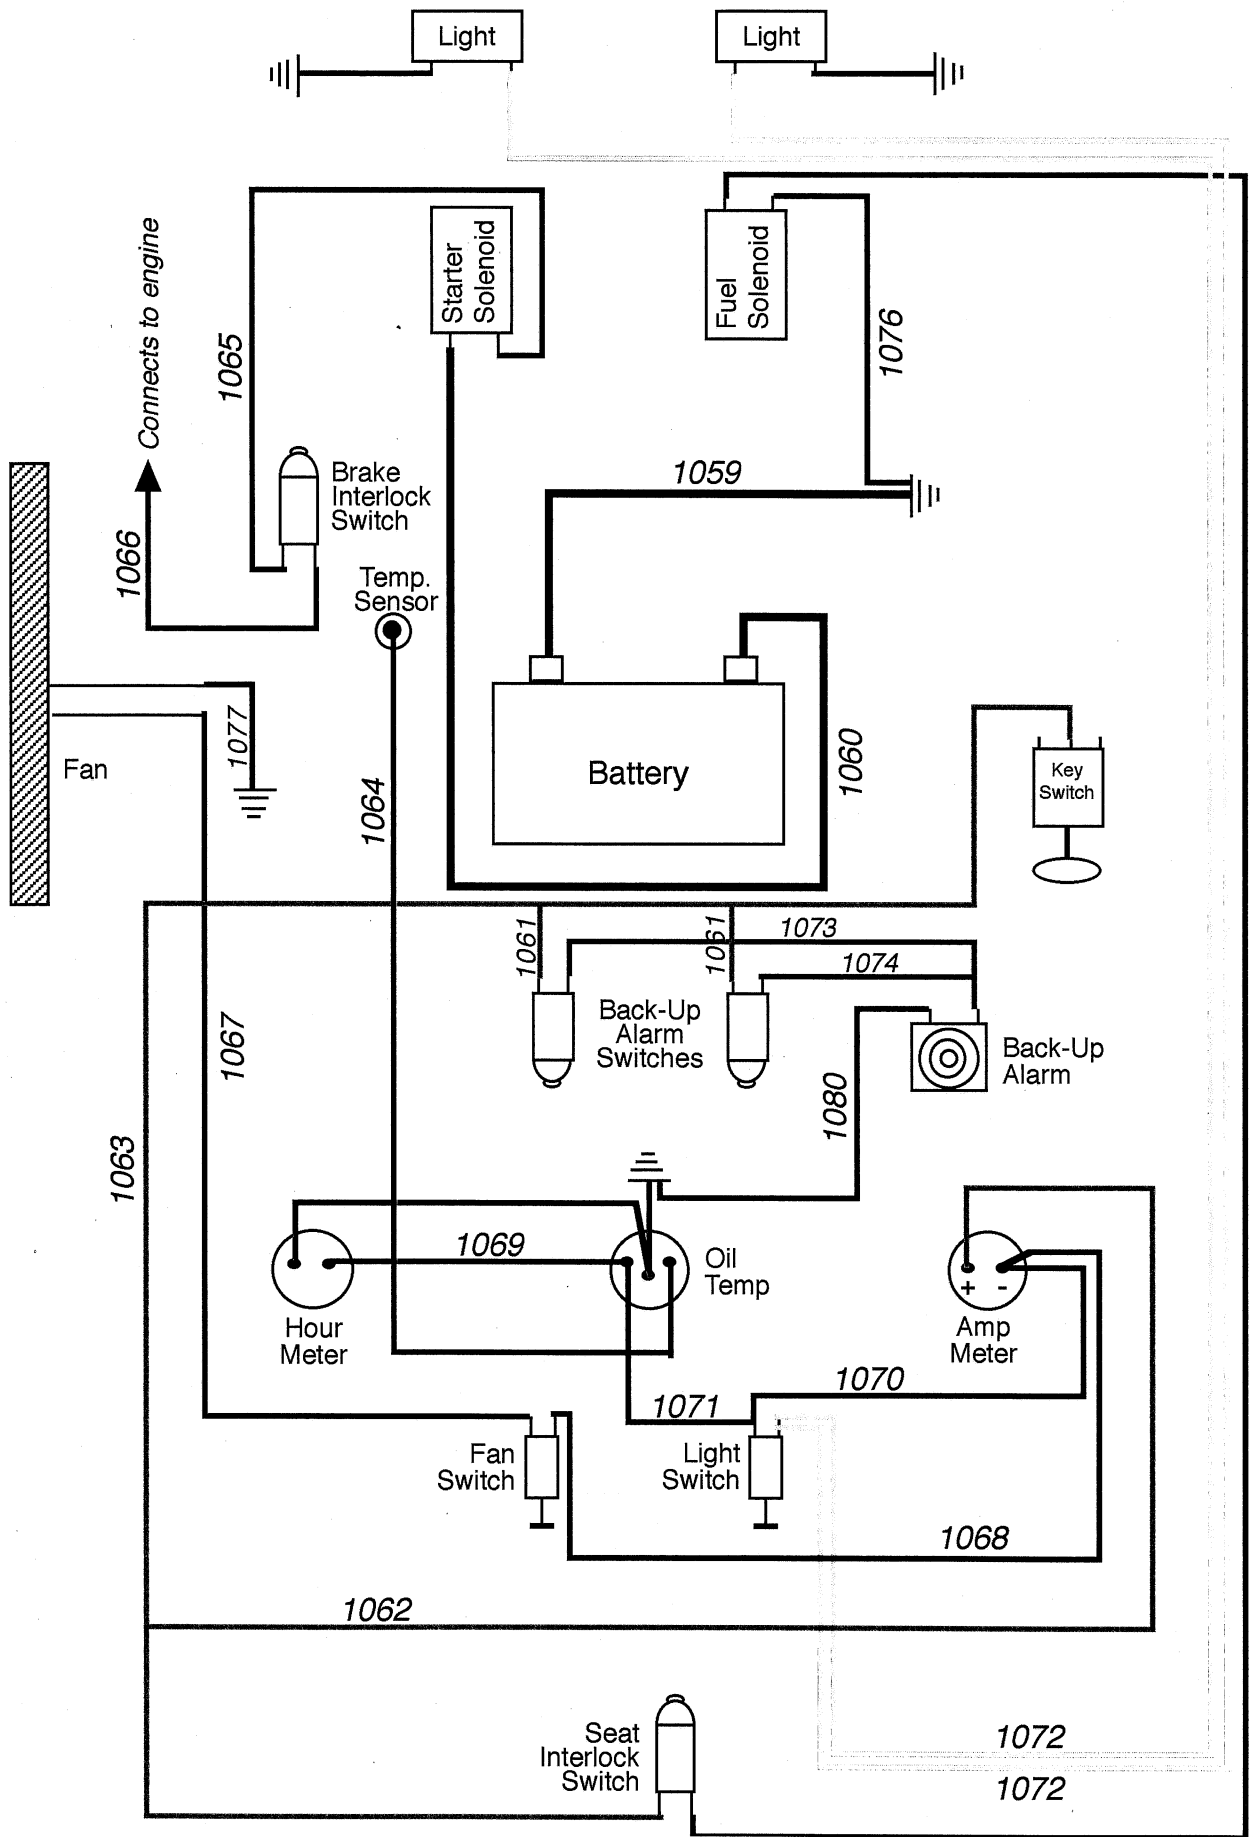 Light
Light
Connects to engine
1065
Starter
Solenoid
Fuel
Solenoid
1076
1066
Brake
Interlock
Switch
1059
Temp.
Sensor
Fan
1077
1064
Battery
1060
Key
Switch
1061
1061
1073
1074
1067
Back-Up
Alarm
Switches
Back-Up
Alarm
1080
1063
1069
Oil
Temp
+ -
Hour
Meter
Amp
Meter
1070
1071
Fan
Switch
Light
Switch
1068
1062
Seat
Interlock
Switch
1072
1072